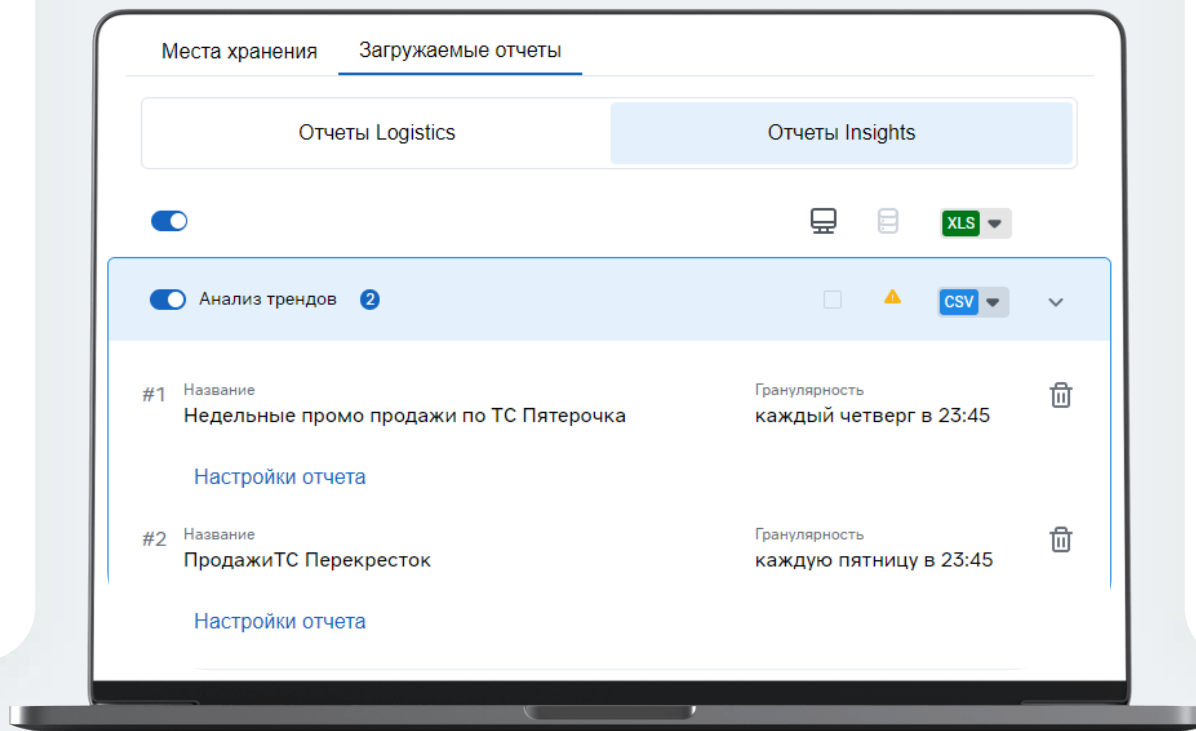 Места хранения
Загружаемые отчеты
Отчеты Logistics
Отчеты Insights
XLS
Анализ трендов 2
CSV
#1
Название
Недельные промо продажи по ТС Пятерочка
Гранулярность
каждый четверг в 23:45
Настройки отчета
#2
Название
ПродажиТС Перекресток
Гранулярность
каждую пятницу в 23:45
Настройки отчета